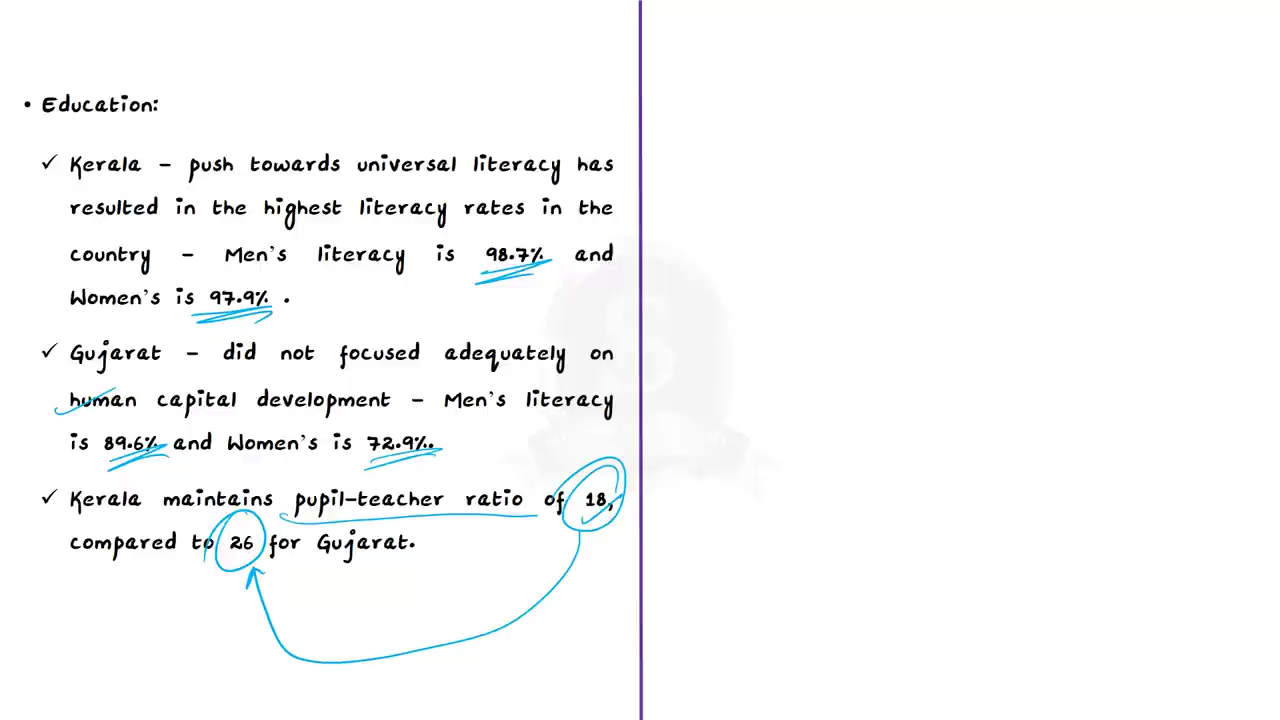 • Education:
✓ Kerala – push towards universal literacy has
resulted in the highest literacy rates in the
country – Men's literacy is 98.7% and
Women's is 97.9% .
✓ Gujarat – did not focused adequately on
human capital development – Men's literacy
is 89.6% and Women's is 72.9%.
✓ Kerala maintains pupil-teacher ratio of 18,
compared to 26 for Gujarat.